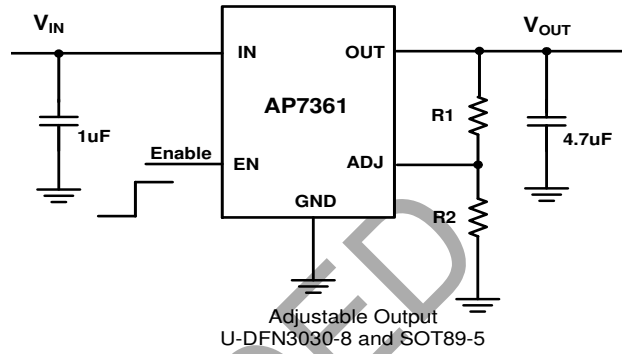 VIN
VOUT
IN
OUT
AP7361
R1
1uF
4.7uF
Enable
EN
ADJ
GND
R2
Adjustable Output
U-DFN3030-8 and SOT89-5